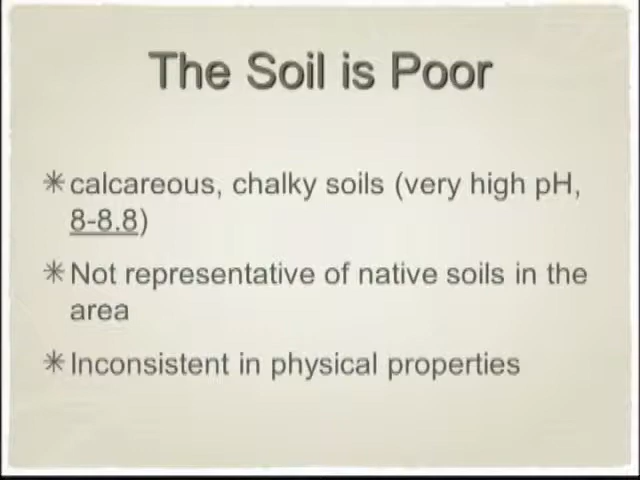 The Soil is Poor
✳calcareous, chalky soils (very high pH,
8-8.8)
✳Not representative of native soils in the
area
✳Inconsistent in physical properties